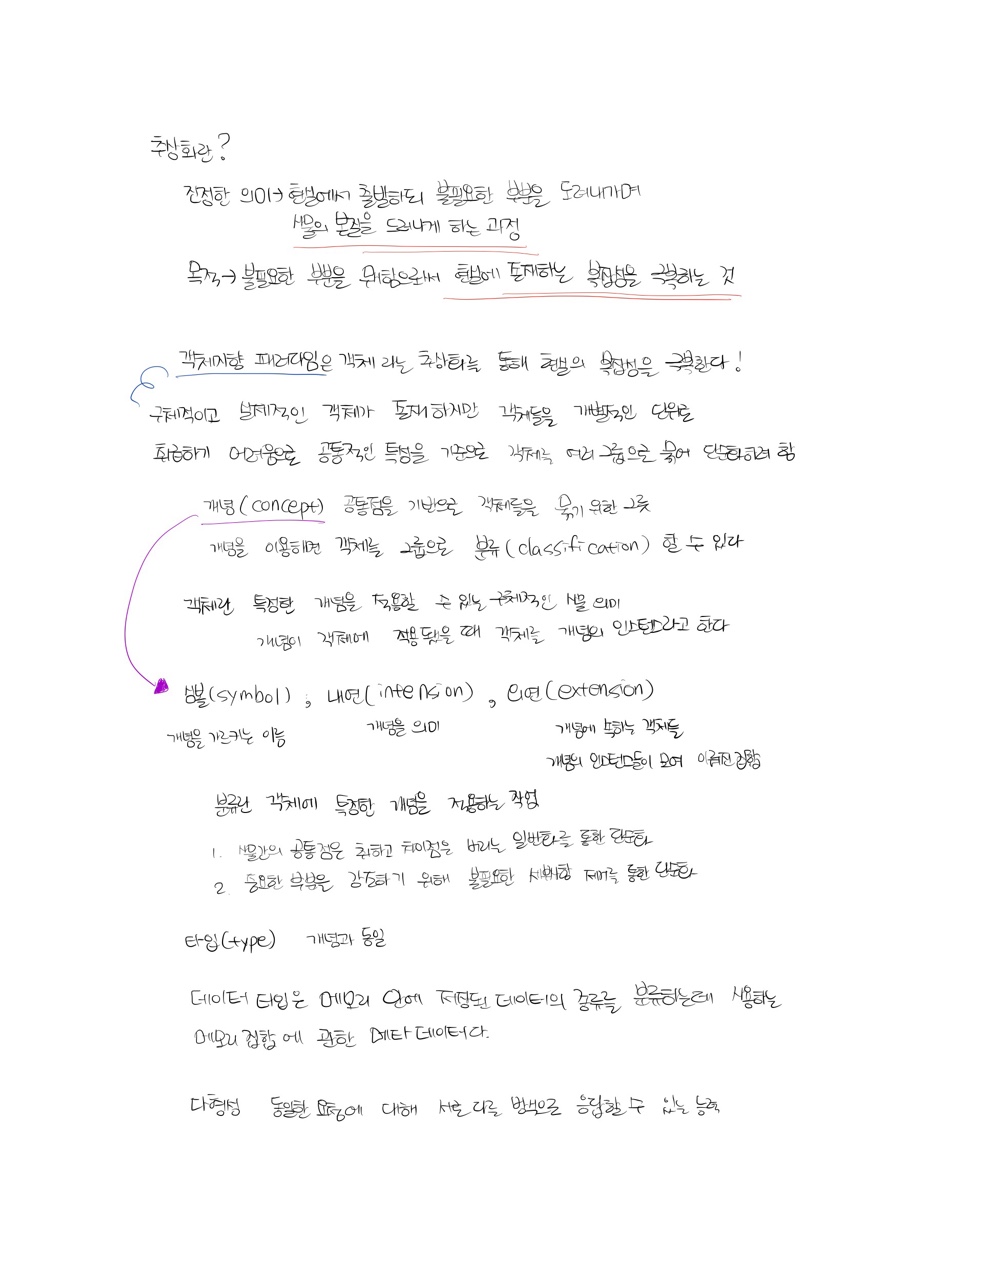 추상화란?
진정한 의미→ 현실에서 출발하되 불필요한 부분을 도려내가며
사물의 본질을 드러나게 하는 과정
목적→ 불필요한 부분을 무시함으로써 현실에 존재하는 복잡성을 극복하는 것
객체지향 패러다임은 객체 라는 추상화를 통해 현실의 복잡성을 극복한다!
구체적이고 실제적인 객체가 존재하지만 객체들을 개별적인 단위로
취급하기 어려움으로 공통적인 특성을 기준으로 객체를 여러 그룹으로 묶어 단순화하려 함
개념(concept) 공통점을 기반으로 객체들을 묶기 위한 그릇
개념을 이용하면 객체를 그룹으로 분류(classification) 할 수 있다
객체란 특정한 개념을 적용할 수 있는 구체적인 사물 의미
개념이 객체에 적용됐을 때 객체를 개념의 인스턴스라고 한다
심볼(symbol), 내연(intension), 외연(extension)
개념을 가르키는 이름 개념을 의미 개념에 속하는 객체들
개념의 인스턴스들이 모여 이뤄진 집합
분류란 객체에 특정한 개념을 적용하는 작업
1. 사물간의 공통점은 취하고 차이점은 버리는 일반화를 통한 단순화
2. 중요한 부분을 강조하기 위해 불필요한 세부사항 제거를 통한 단순화
타입(type) 개념과 동일
데이터 타입은 메모리 안에 저장된 데이터의 종류를 분류하는데 사용하는
메모리 집합에 관한 메타 데이터다.
다형성 동일한 요청에 대해 서로 다른 방식으로 응답할 수 있는 능력